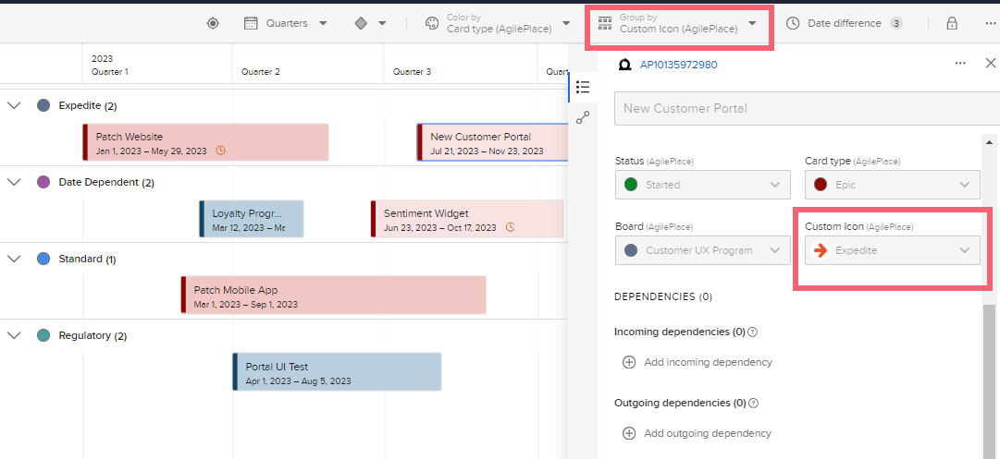 Quarters
Color by
Card type (AgilePlace)
Group by
Custom Icon (AgilePlace)
Date difference 3
2023
Quarter 1
Quarter 2
Quarter 3
Quart
Expedite (2)
Patch Website
Jan 1, 2023 – May 29, 2023
New Customer Portal
Jul 21, 2023 – Nov 23, 2023
Date Dependent (2)
Loyalty Progr...
Mar 12, 2023 – Ma
Sentiment Widget
Jun 23, 2023 – Oct 17, 2023
Standard (1)
Patch Mobile App
Mar 1, 2023 – Sep 1, 2023
Regulatory (2)
Portal UI Test
Apr 1, 2023 – Aug 5, 2023
AP10135972980
New Customer Portal
Status (AgilePlace)
Started
Card type (AgilePlace)
Epic
Board (AgilePlace)
Customer UX Program
Custom Icon (AgilePlace)
Expedite
DEPENDENCIES (0)
Incoming dependencies (0)
Add incoming dependency
Outgoing dependencies (0)
Add outgoing dependency